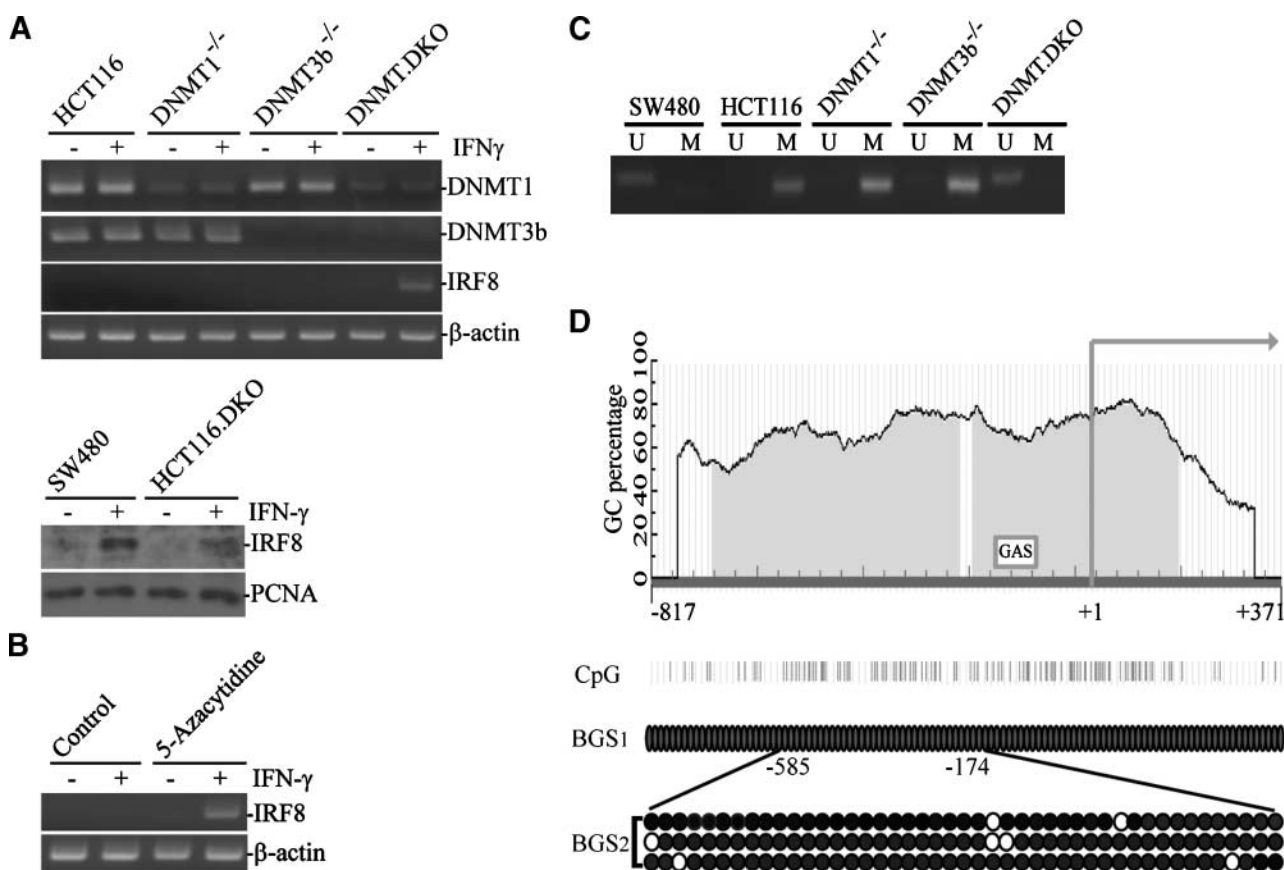 A
HCT116 DNMT1-/- DNMT3b-/- DNMT.DKO
- + - + - + - + IFNγ
-DNMT1
-DNMT3b
-IRF8
-β-actin
SW480 HCT116.DKO
- + - + IFN-γ
-IRF8
-PCNA
B
Control 5-Azacytidine
- + - + IFN-γ
-IRF8
-β-actin
C
SW480 HCT116 DNMT1-/- DNMT3b-/- DNMT.DKO
U M U M U M U M U M
D
GC percentage
0 20 40 60 80 100
GAS
-817 +1 +371
CpG
BGS1
-585 -174
BGS2